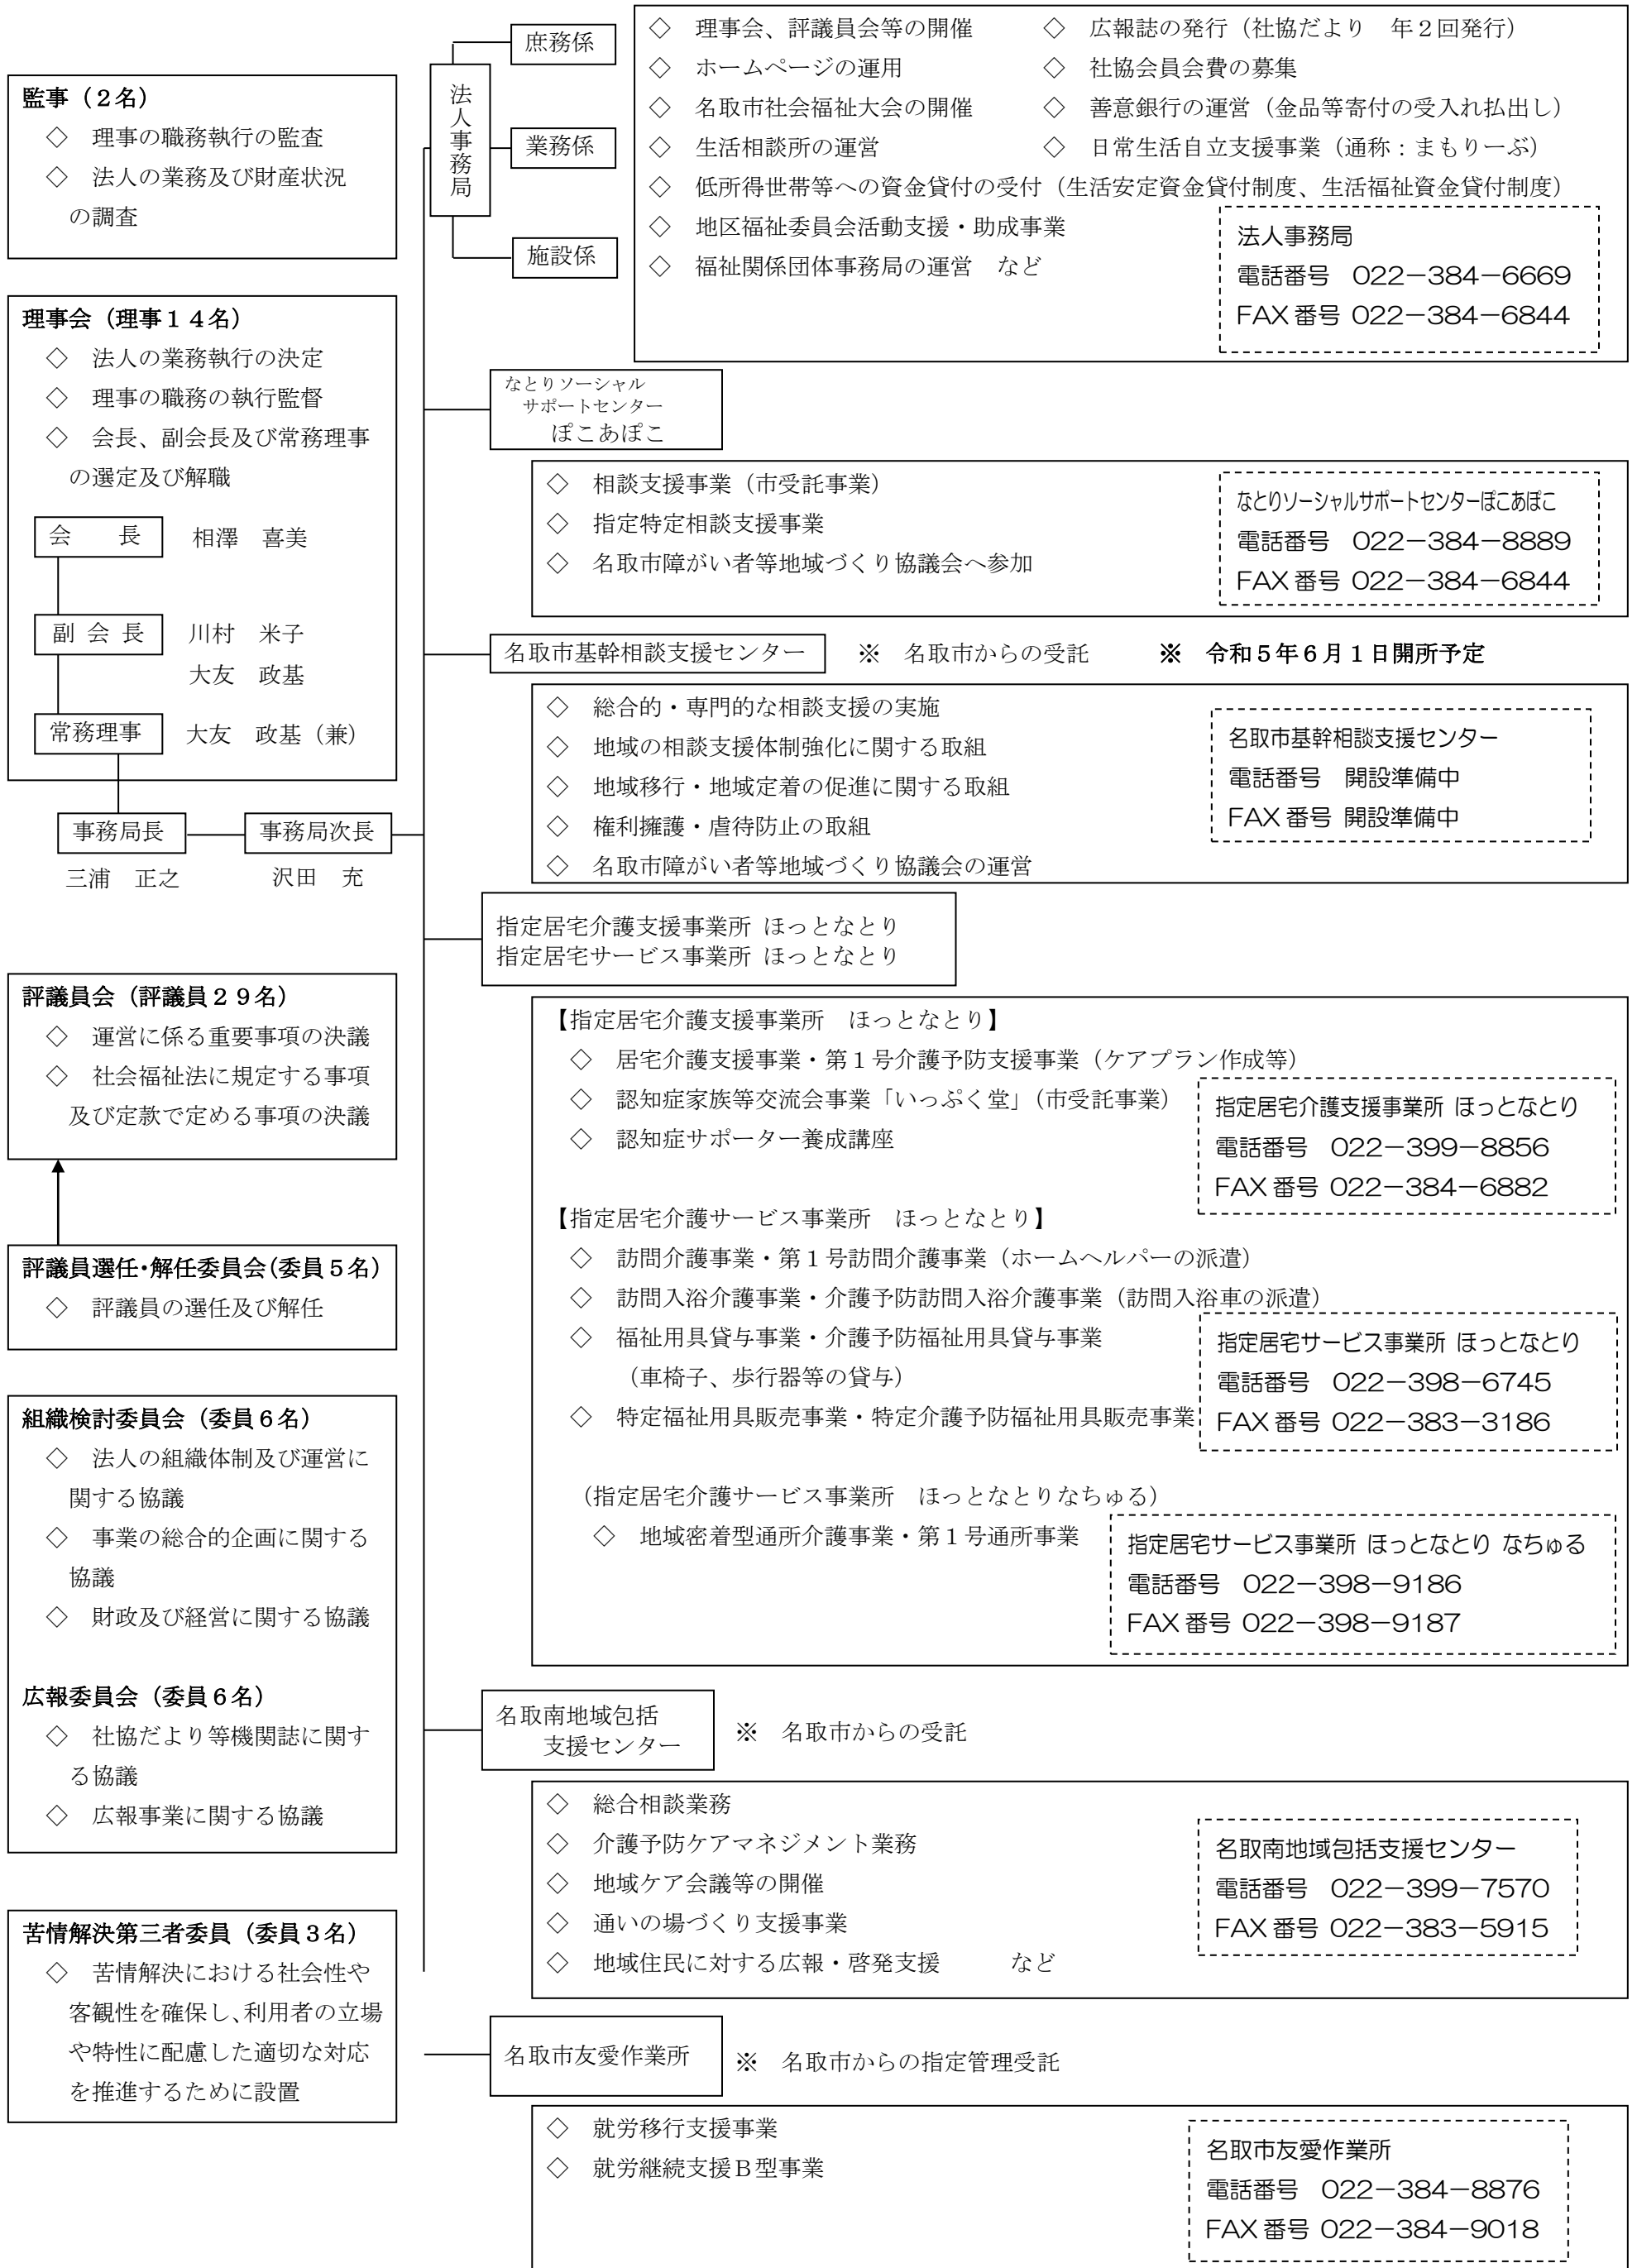 監事（２名）
◇　理事の職務執行の監査
◇　法人の業務及び財産状況
の調査
理事会（理事１４名）
◇　法人の業務執行の決定
◇　理事の職務の執行監督
◇　会長、副会長及び常務理事
の選定及び解職
会　　長　相澤　喜美
副 会 長　川村　米子
大友　政基
常務理事　大友　政基（兼）
事務局長　事務局次長
三浦　正之　沢田　充
評議員会（評議員２９名）
◇　運営に係る重要事項の決議
◇　社会福祉法に規定する事項
及び定款で定める事項の決議
評議員選任・解任委員会（委員５名）
◇　評議員の選任及び解任
組織検討委員会（委員６名）
◇　法人の組織体制及び運営に
関する協議
◇　事業の総合的企画に関する
協議
◇　財政及び経営に関する協議
広報委員会（委員６名）
◇　社協だより等機関誌に関す
る協議
◇　広報事業に関する協議
苦情解決第三者委員（委員３名）
◇　苦情解決における社会性や
客観性を確保し、利用者の立場
や特性に配慮した適切な対応
を推進するために設置
法人事務局
庶務係
業務係
施設係
◇　理事会、評議員会等の開催　◇　広報誌の発行（社協だより　年２回発行）
◇　ホームページの運用　◇　社協会員会費の募集
◇　名取市社会福祉大会の開催　◇　善意銀行の運営（金品等寄付の受入れ払出し）
◇　生活相談所の運営　◇　日常生活自立支援事業（通称：まもりーぶ）
◇　低所得世帯等への資金貸付の受付（生活安定資金貸付制度、生活福祉資金貸付制度）
◇　地区福祉委員会活動支援・助成事業
◇　福祉関係団体事務局の運営　など
法人事務局
電話番号　022－384－6669
FAX 番号 022－384－6844
なとりソーシャル
サポートセンター
ぽこあぽこ
◇　相談支援事業（市受託事業）
◇　指定特定相談支援事業
◇　名取市障がい者等地域づくり協議会へ参加
なとりソーシャルサポートセンターぽこあぽこ
電話番号　022－384－8889
FAX 番号 022－384－6844
名取市基幹相談支援センター　※　名取市からの受託　※　令和５年６月１日開所予定
◇　総合的・専門的な相談支援の実施
◇　地域の相談支援体制強化に関する取組
◇　地域移行・地域定着の促進に関する取組
◇　権利擁護・虐待防止の取組
◇　名取市障がい者等地域づくり協議会の運営
名取市基幹相談支援センター
電話番号　開設準備中
FAX 番号 開設準備中
指定居宅介護支援事業所 ほっとなとり
指定居宅サービス事業所 ほっとなとり
【指定居宅介護支援事業所　ほっとなとり】
◇　居宅介護支援事業・第１号介護予防支援事業（ケアプラン作成等）
◇　認知症家族等交流会事業「いっぷく堂」（市受託事業）
◇　認知症サポーター養成講座
指定居宅介護支援事業所 ほっとなとり
電話番号　022－399－8856
FAX 番号 022－384－6882
【指定居宅介護サービス事業所　ほっとなとり】
◇　訪問介護事業・第１号訪問介護事業（ホームヘルパーの派遣）
◇　訪問入浴介護事業・介護予防訪問入浴介護事業（訪問入浴車の派遣）
◇　福祉用具貸与事業・介護予防福祉用具貸与事業
（車椅子、歩行器等の貸与）
◇　特定福祉用具販売事業・特定介護予防福祉用具販売事業
指定居宅サービス事業所 ほっとなとり
電話番号　022－398－6745
FAX 番号 022－383－3186
（指定居宅介護サービス事業所　ほっとなとりなちゅる）
◇　地域密着型通所介護事業・第１号通所事業
指定居宅サービス事業所 ほっとなとり なちゅる
電話番号　022－398－9186
FAX 番号 022－398－9187
名取南地域包括
支援センター
※　名取市からの受託
◇　総合相談業務
◇　介護予防ケアマネジメント業務
◇　地域ケア会議等の開催
◇　通いの場づくり支援事業
◇　地域住民に対する広報・啓発支援　　　など
名取南地域包括支援センター
電話番号　022－399－7570
FAX 番号 022－383－5915
名取市友愛作業所　※　名取市からの指定管理受託
◇　就労移行支援事業
◇　就労継続支援Ｂ型事業
名取市友愛作業所
電話番号　022－384－8876
FAX 番号 022－384－9018